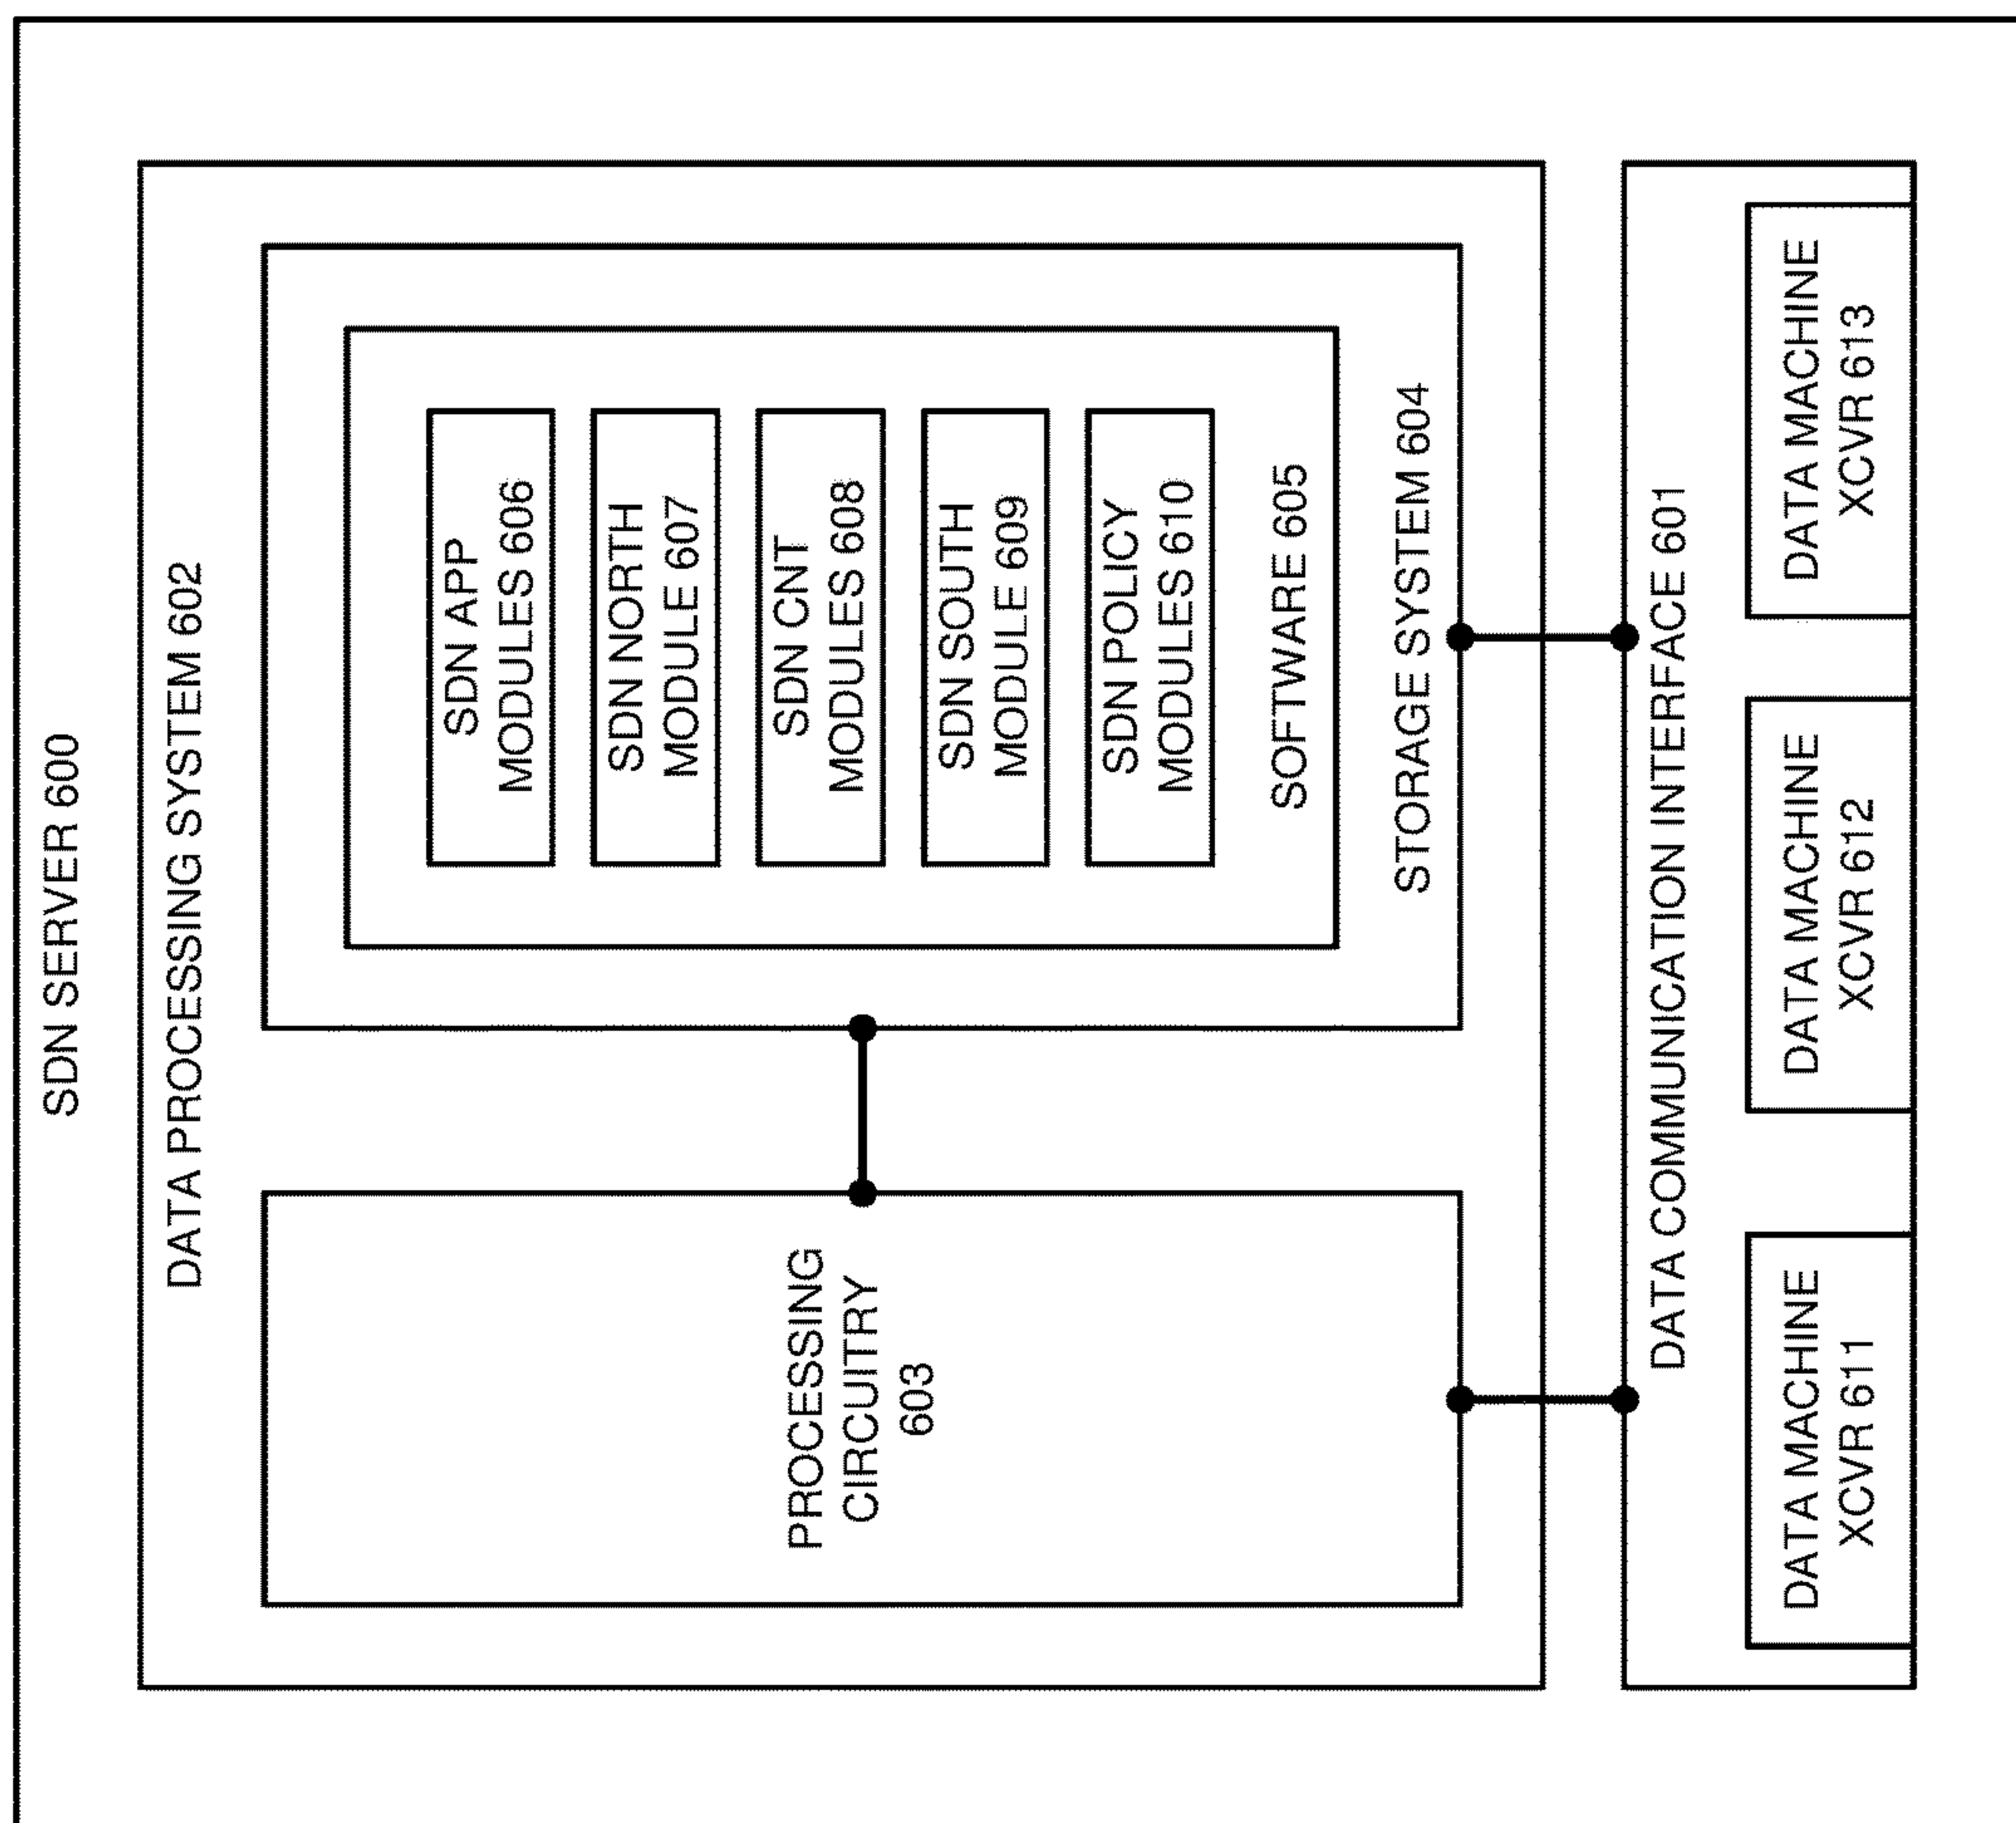 SDN SERVER 600
DATA PROCESSING SYSTEM 602
PROCESSING
CIRCUITRY
603
SDN APP
MODULES 606
SDN NORTH
MODULE 607
SDN CNT
MODULES 608
SDN SOUTH
MODULE 609
SDN POLICY
MODULES 610
SOFTWARE 605
STORAGE SYSTEM 604
DATA COMMUNICATION INTERFACE 601
DATA MACHINE
XCVR 611
DATA MACHINE
XCVR 612
DATA MACHINE
XCVR 613